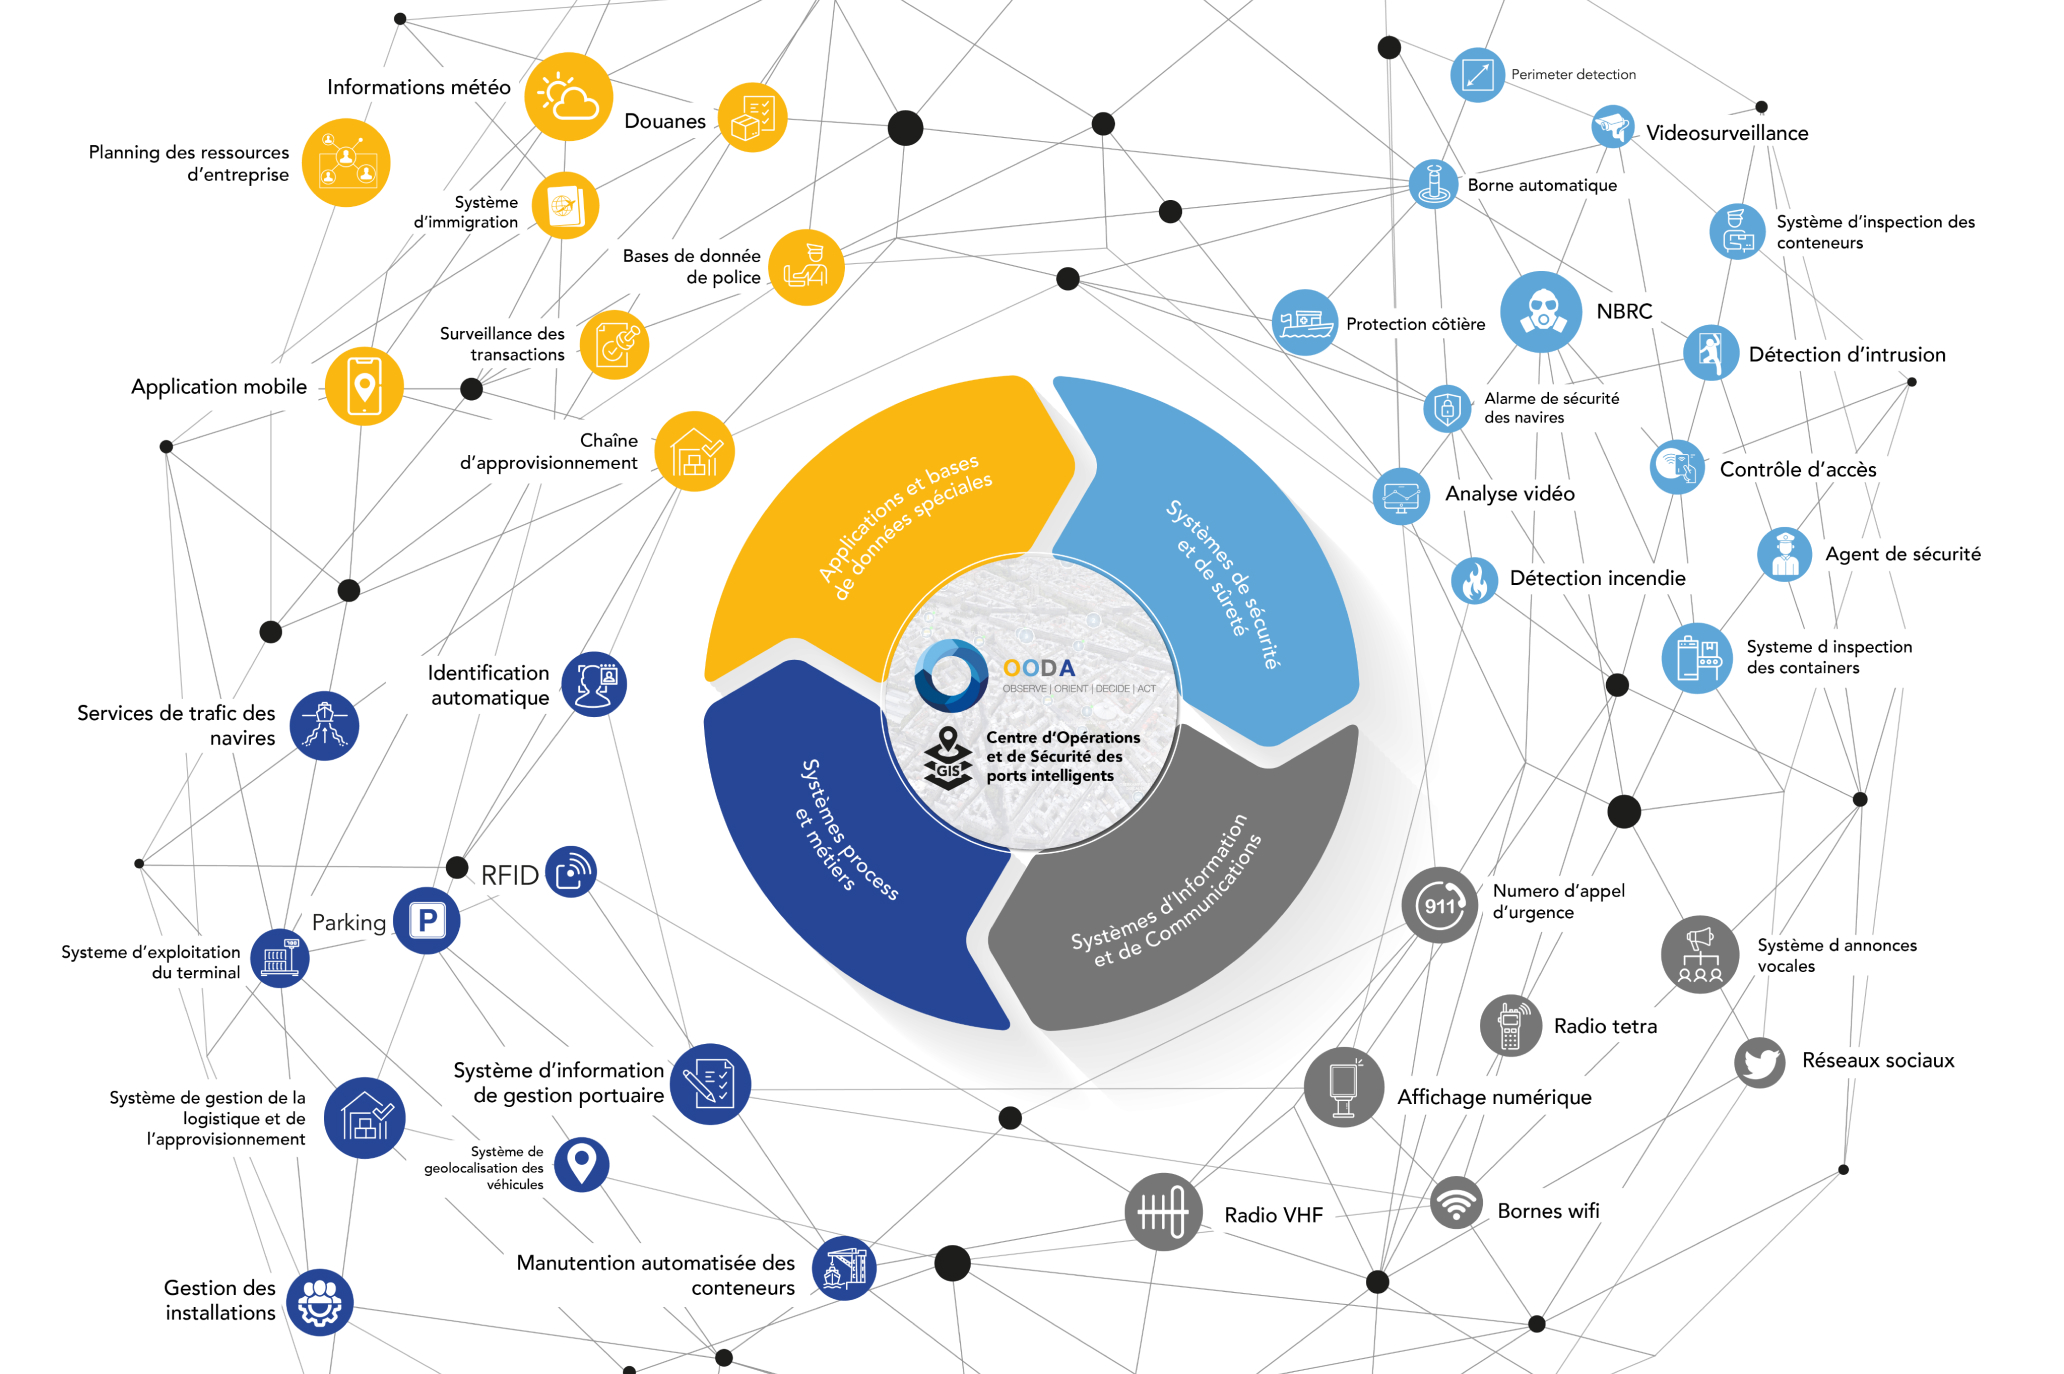 Informations météo
Douanes
Planning des ressources
d'entreprise
Système
d'immigration
Bases de donnée
de police
Surveillance des
transactions
Application mobile
Chaîne
d'approvisionnement
Perimeter detection
Videosurveillance
Borne automatique
Système d'inspection des
conteneurs
Protection côtière
NBRC
Détection d'intrusion
Alarme de sécurité
des navires
Contrôle d'accès
Analyse vidéo
Agent de sécurité
Détection incendie
Systeme d inspection
des containers
Applications et bases
de données spéciales
Systèmes de sécurité
et de sûreté
Systèmes process
et métiers
Systèmes d'Information
et de Communications
OODA
OBSERVE | ORIENT | DECIDE | ACT
GIS
Centre d'Opérations
et de Sécurité des
ports intelligents
Identification
automatique
Services de trafic des
navires
RFID
Parking
P
Systeme d'exploitation
du terminal
Système d'information
de gestion portuaire
Système de gestion de la
logistique et de
l'approvisionnement
Système de
geolocalisation des
véhicules
Manutention automatisée des
conteneurs
Gestion des
installations
911
Numero d'appel
d'urgence
Système d annonces
vocales
Radio tetra
Réseaux sociaux
Affichage numérique
Radio VHF
Bornes wifi